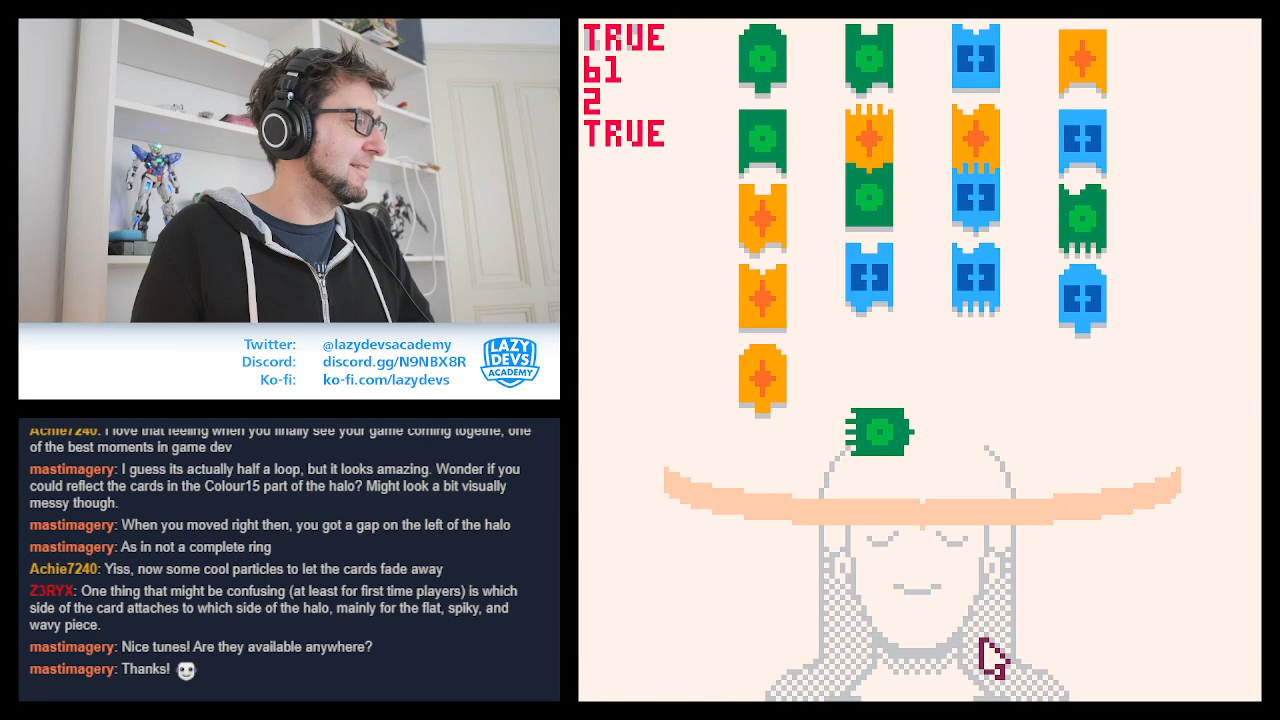 TRUE
61
2
TRUE
Twitter: @lazydevsacademy
Discord: discord.gg/N9NBX8R
Ko-fi: ko-fi.com/lazydevs
LAZY
DEVS
ACADEMY
Achie7240: I love that feeling when you finally see your game coming togethe, one
of the best moments in game dev
mastimagery: I guess its actually half a loop, but it looks amazing. Wonder if you
could reflect the cards in the Colour15 part of the halo? Might look a bit visually
messy though.
mastimagery: When you moved right then, you got a gap on the left of the halo
mastimagery: As in not a complete ring
Achie7240: Yiss, now some cool particles to let the cards fade away
Z3RYX: One thing that might be confusing (at least for first time players) is which
side of the card attaches to which side of the halo, mainly for the flat, spiky, and
wavy piece.
mastimagery: Nice tunes! Are they available anywhere?
mastimagery: Thanks!